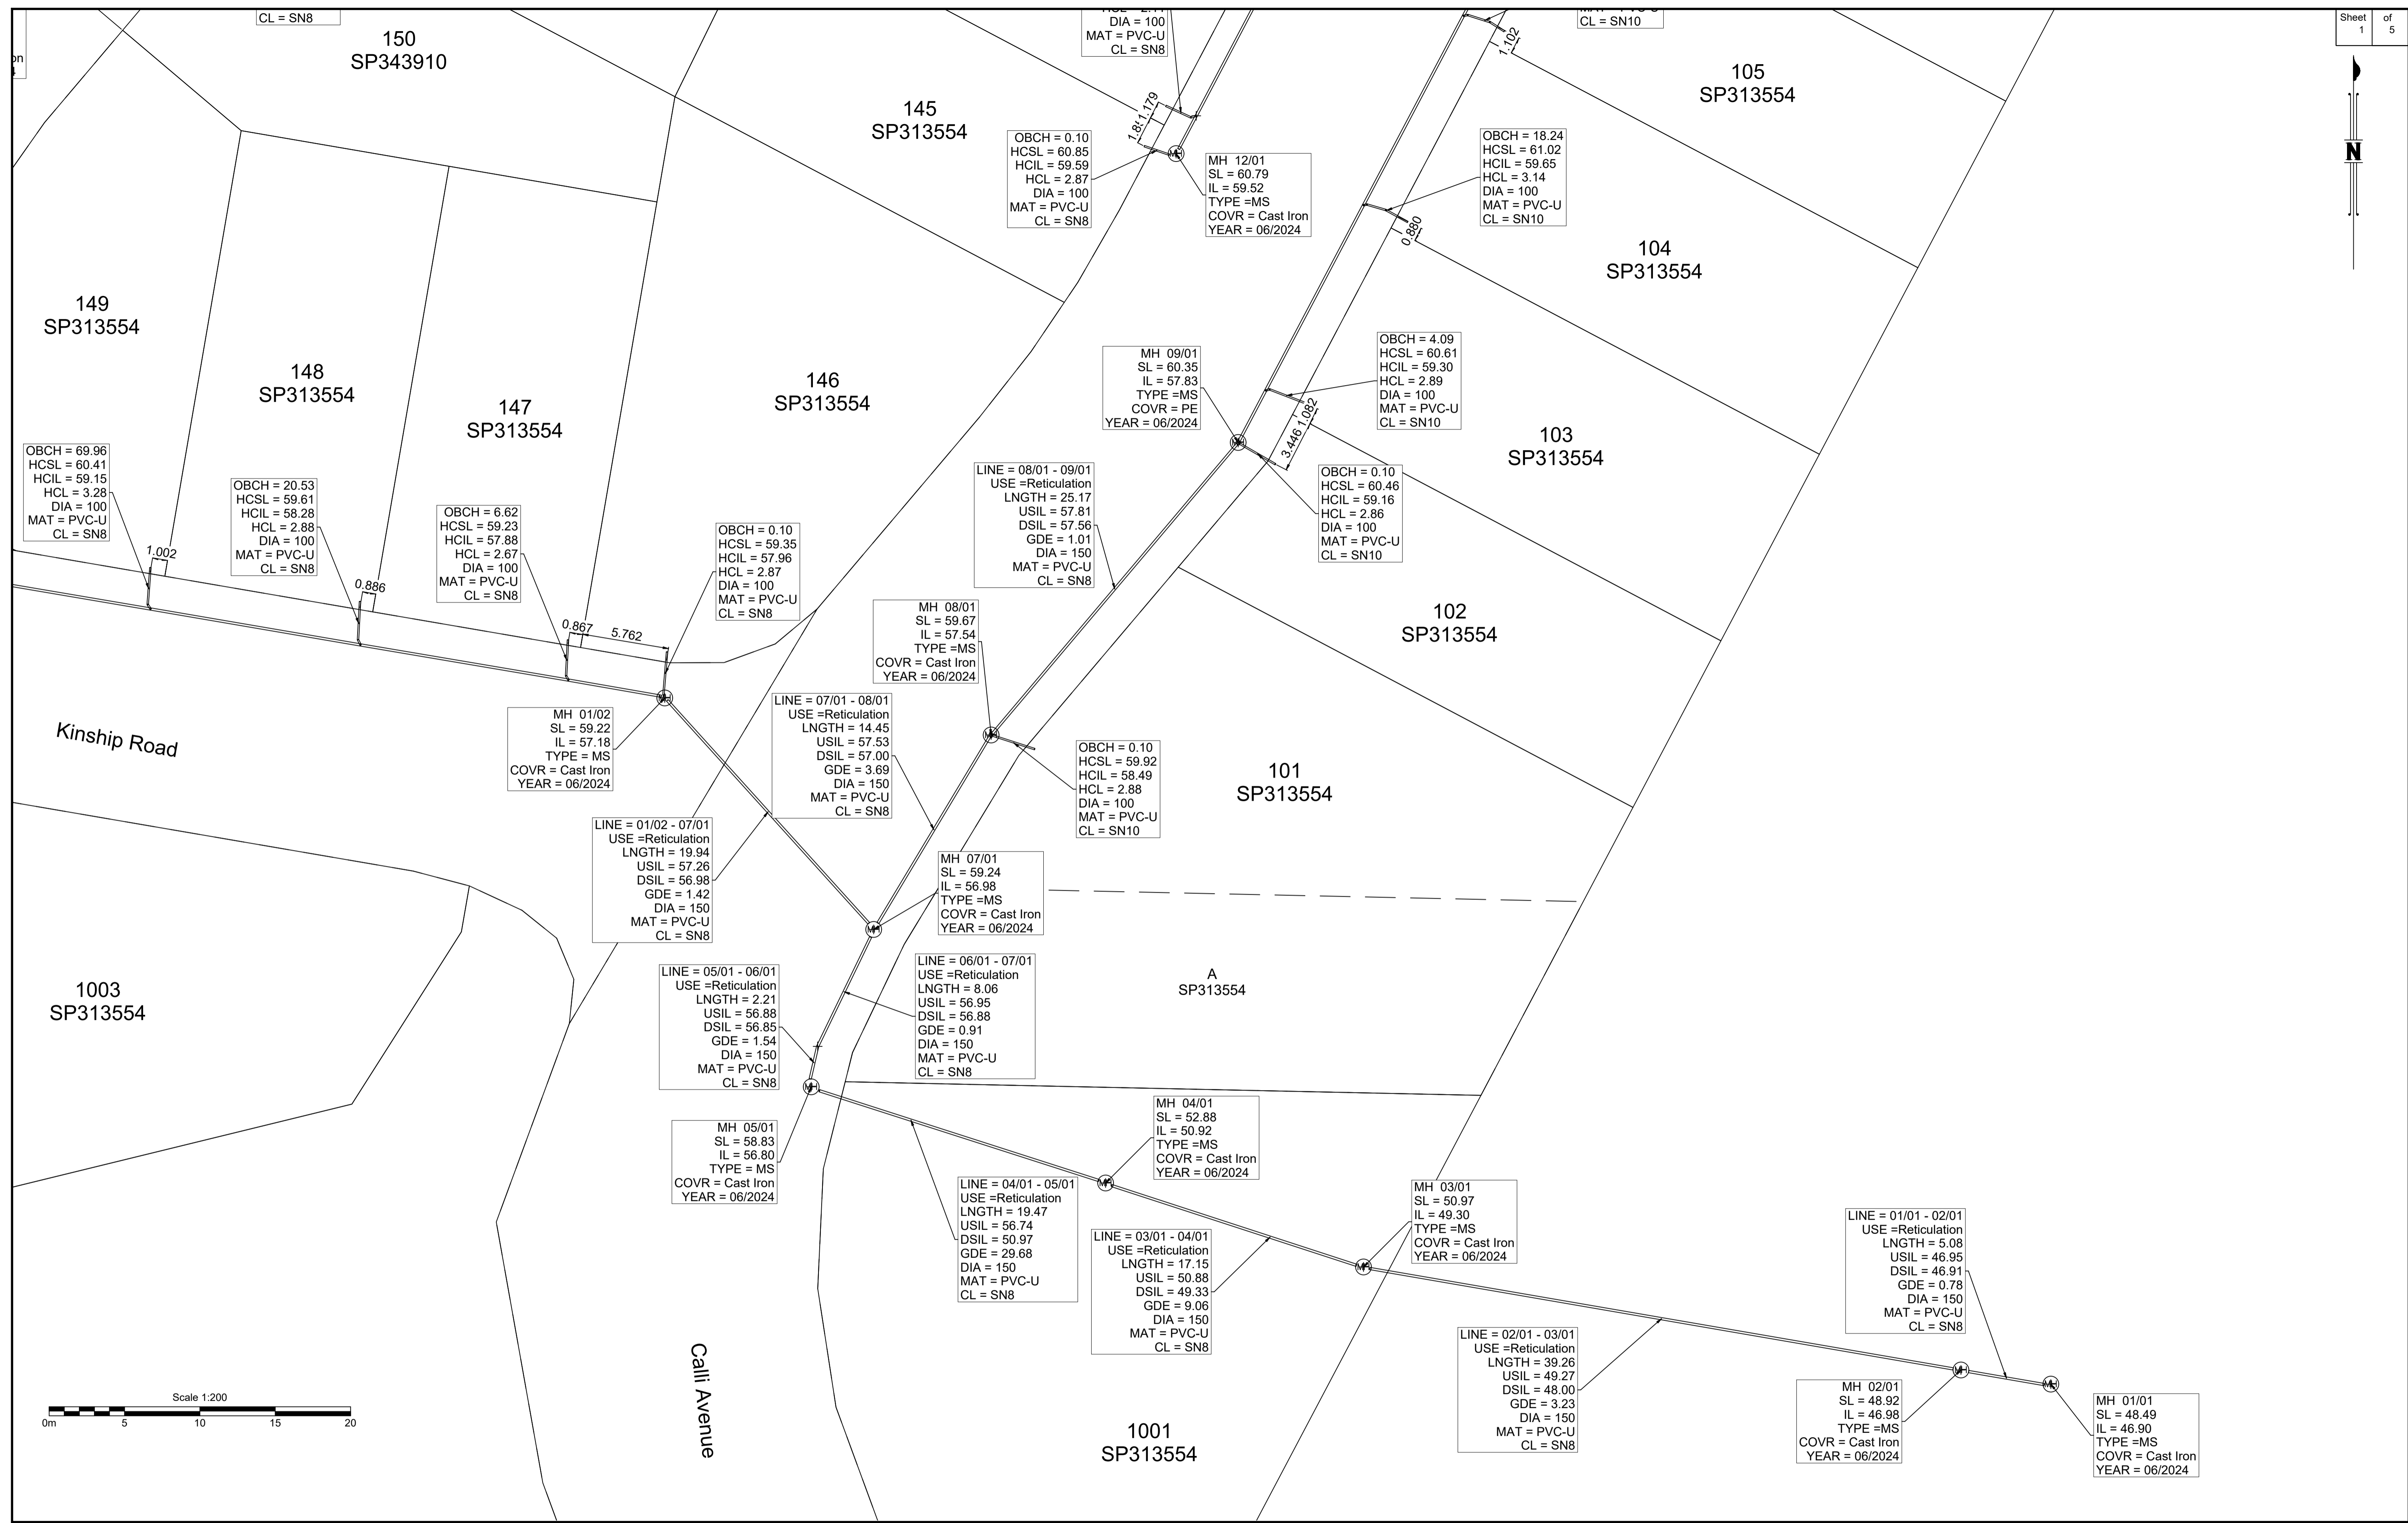 CL = SN8
150
SP343910
DIA = 100
MAT = PVC-U
CL = SN8
CL = SN10
1.102
Sheet
1
of
5
N
105
SP313554
145
SP313554
1.179
OBCH = 0.10
HCSL = 60.85
HCIL = 59.59
HCL = 2.87
DIA = 100
MAT = PVC-U
CL = SN8
MH 12/01
SL = 60.79
IL = 59.52
TYPE =MS
COVR = Cast Iron
YEAR = 06/2024
OBCH = 18.24
HCSL = 61.02
HCIL = 59.65
HCL = 3.14
DIA = 100
MAT = PVC-U
CL = SN10
0.880
104
SP313554
149
SP313554
148
SP313554
147
SP313554
146
SP313554
MH 09/01
SL = 60.35
IL = 57.83
TYPE =MS
COVR = PE
YEAR = 06/2024
OBCH = 4.09
HCSL = 60.61
HCIL = 59.30
HCL = 2.89
DIA = 100
MAT = PVC-U
CL = SN10
3.446
1.082
103
SP313554
OBCH = 69.96
HCSL = 60.41
HCIL = 59.15
HCL = 3.28
DIA = 100
MAT = PVC-U
CL = SN8
1.002
OBCH = 20.53
HCSL = 59.61
HCIL = 58.28
HCL = 2.88
DIA = 100
MAT = PVC-U
CL = SN8
0.886
OBCH = 6.62
HCSL = 59.23
HCIL = 57.88
HCL = 2.67
DIA = 100
MAT = PVC-U
CL = SN8
0.867
5.762
OBCH = 0.10
HCSL = 59.35
HCIL = 57.96
HCL = 2.87
DIA = 100
MAT = PVC-U
CL = SN8
LINE = 08/01 - 09/01
USE =Reticulation
LNGTH = 25.17
USIL = 57.81
DSIL = 57.56
GDE = 1.01
DIA = 150
MAT = PVC-U
CL = SN8
OBCH = 0.10
HCSL = 60.46
HCIL = 59.16
HCL = 2.86
DIA = 100
MAT = PVC-U
CL = SN10
102
SP313554
MH 08/01
SL = 59.67
IL = 57.54
TYPE =MS
COVR = Cast Iron
YEAR = 06/2024
Kinship Road
MH 01/02
SL = 59.22
IL = 57.18
TYPE = MS
COVR = Cast Iron
YEAR = 06/2024
LINE = 07/01 - 08/01
USE =Reticulation
LNGTH = 14.45
USIL = 57.53
DSIL = 57.00
GDE = 3.69
DIA = 150
MAT = PVC-U
CL = SN8
OBCH = 0.10
HCSL = 59.92
HCIL = 58.49
HCL = 2.88
DIA = 100
MAT = PVC-U
CL = SN10
101
SP313554
LINE = 01/02 - 07/01
USE =Reticulation
LNGTH = 19.94
USIL = 57.26
DSIL = 56.98
GDE = 1.42
DIA = 150
MAT = PVC-U
CL = SN8
MH 07/01
SL = 59.24
IL = 56.98
TYPE =MS
COVR = Cast Iron
YEAR = 06/2024
1003
SP313554
LINE = 05/01 - 06/01
USE =Reticulation
LNGTH = 2.21
USIL = 56.88
DSIL = 56.85
GDE = 1.54
DIA = 150
MAT = PVC-U
CL = SN8
LINE = 06/01 - 07/01
USE =Reticulation
LNGTH = 8.06
USIL = 56.95
DSIL = 56.88
GDE = 0.91
DIA = 150
MAT = PVC-U
CL = SN8
A
SP313554
MH 05/01
SL = 58.83
IL = 56.80
TYPE = MS
COVR = Cast Iron
YEAR = 06/2024
MH 04/01
SL = 52.88
IL = 50.92
TYPE =MS
COVR = Cast Iron
YEAR = 06/2024
LINE = 04/01 - 05/01
USE =Reticulation
LNGTH = 19.47
USIL = 56.74
DSIL = 50.97
GDE = 29.68
DIA = 150
MAT = PVC-U
CL = SN8
MH 03/01
SL = 50.97
IL = 49.30
TYPE =MS
COVR = Cast Iron
YEAR = 06/2024
LINE = 03/01 - 04/01
USE =Reticulation
LNGTH = 17.15
USIL = 50.88
DSIL = 49.33
GDE = 9.06
DIA = 150
MAT = PVC-U
CL = SN8
LINE = 01/01 - 02/01
USE =Reticulation
LNGTH = 5.08
USIL = 46.95
DSIL = 46.91
GDE = 0.78
DIA = 150
MAT = PVC-U
CL = SN8
LINE = 02/01 - 03/01
USE =Reticulation
LNGTH = 39.26
USIL = 49.27
DSIL = 48.00
GDE = 3.23
DIA = 150
MAT = PVC-U
CL = SN8
MH 02/01
SL = 48.92
IL = 46.98
TYPE =MS
COVR = Cast Iron
YEAR = 06/2024
MH 01/01
SL = 48.49
IL = 46.90
TYPE =MS
COVR = Cast Iron
YEAR = 06/2024
Calli Avenue
1001
SP313554
Scale 1:200
0m 5 10 15 20